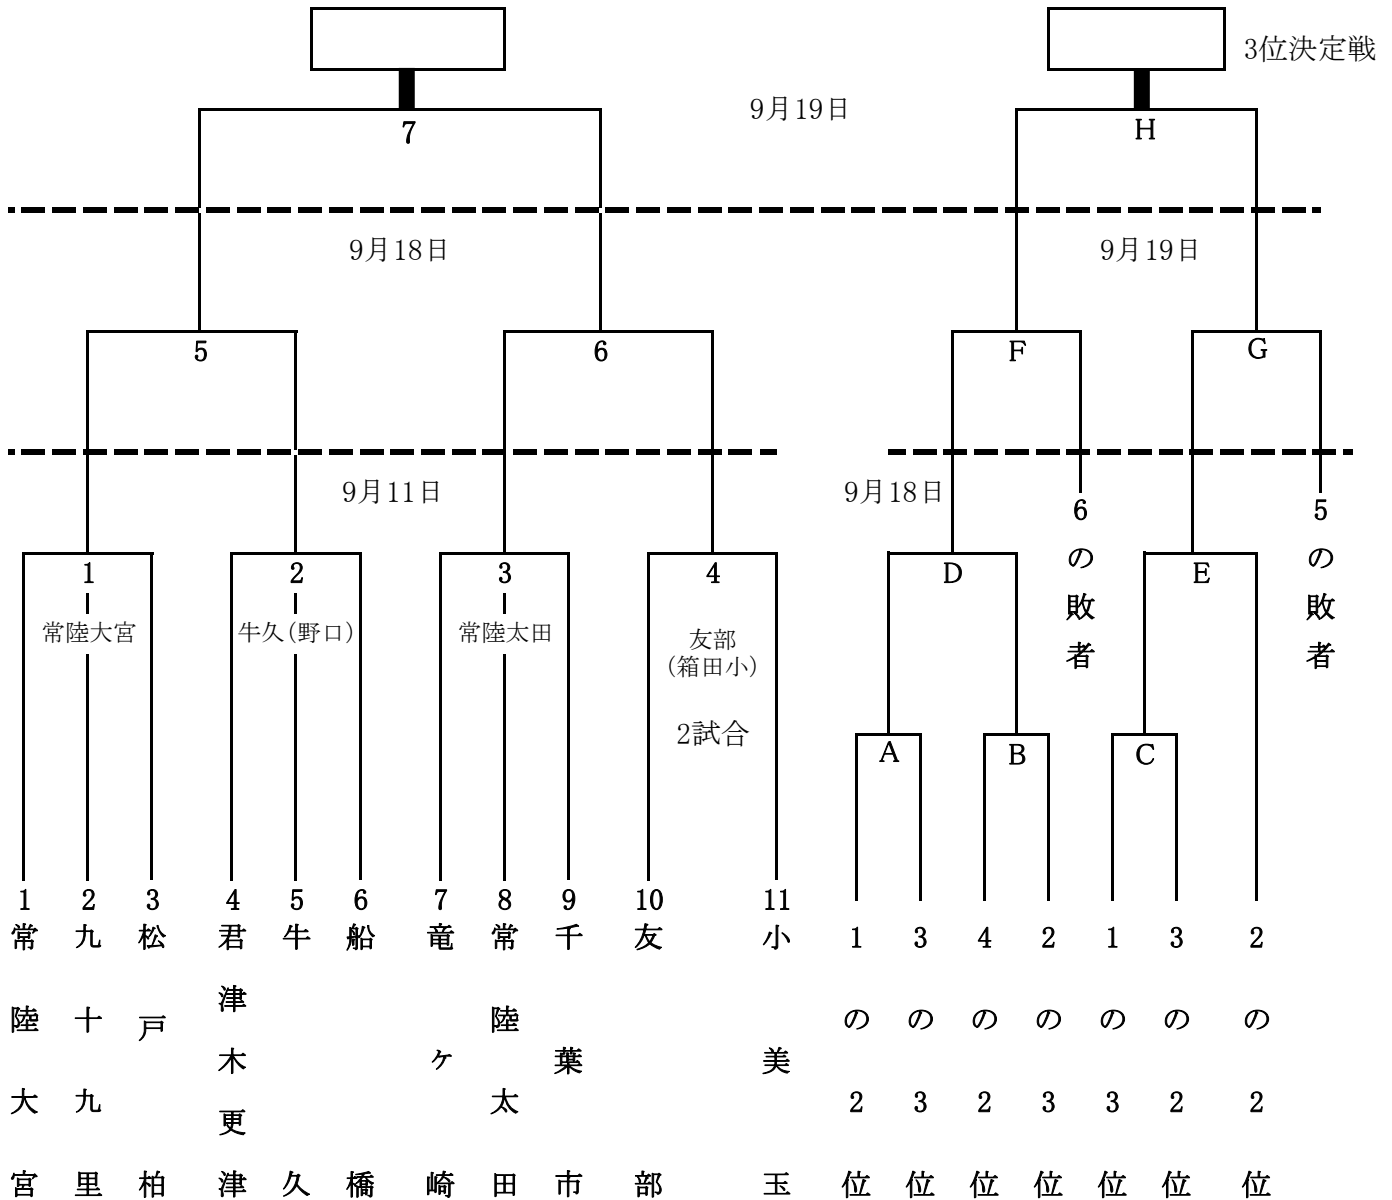 3位決定戦
9月19日
7
H
9月18日
9月19日
5
6
F
G
9月11日
9月18日
6の敗者
5の敗者
1
2
3
4
D
E
常陸大宮
牛久(野口)
常陸太田
友部
(箱田小)
2試合
A
B
C
1 常陸大宮
2 九十九里
3 松戸柏
4 君津木更津
5 牛久
6 船橋
7 竜ヶ崎
8 常陸太田
9 千葉市
10 友部
11 小美玉
1の2位
3の3位
4の2位
2の3位
1の3位
3の2位
2の2位